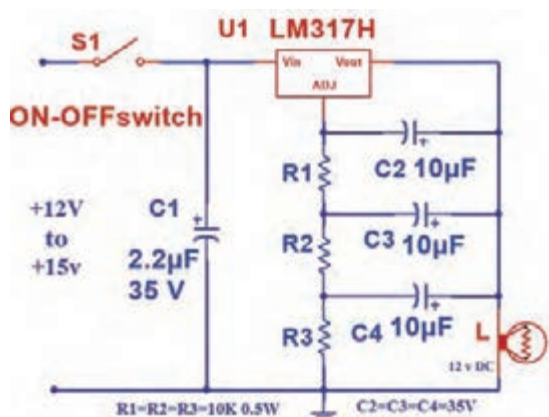 S1
U1 LM317H
Vin Vout
ADJ
ON-OFFswitch
C2 10µF
R1
+12V
to
+15v
C1
+
2.2µF
35 V
R2
C3 10µF
R3
C4 10µF
L
12 v DC
R1=R2=R3=10K 0.5W
C2=C3=C4=35V
+
+
+